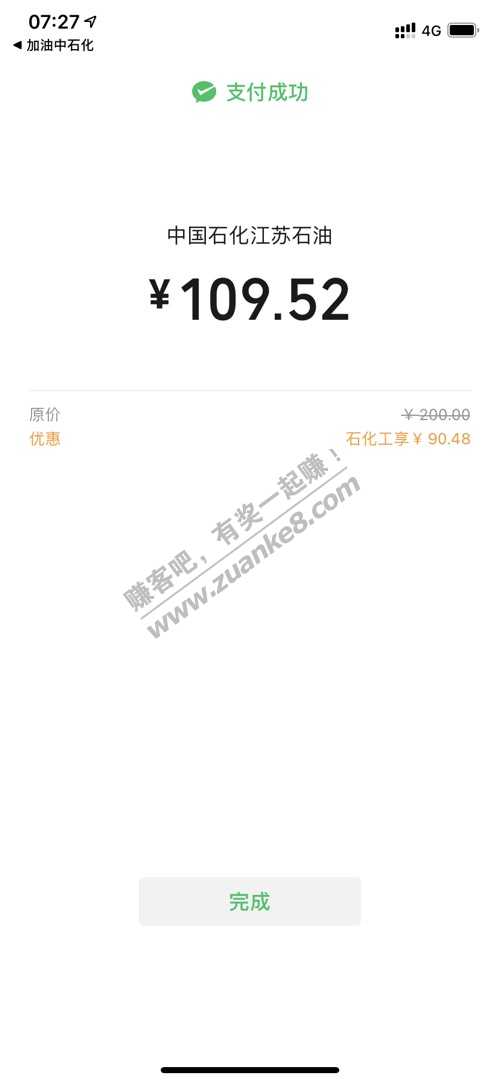 07:27
4G
加油中石化
支付成功
中国石化江苏石油
¥109.52
原价 ¥200.00
优惠 石化工享¥90.48
赚客吧，有奖一起赚！
www.zuanke8.com
完成